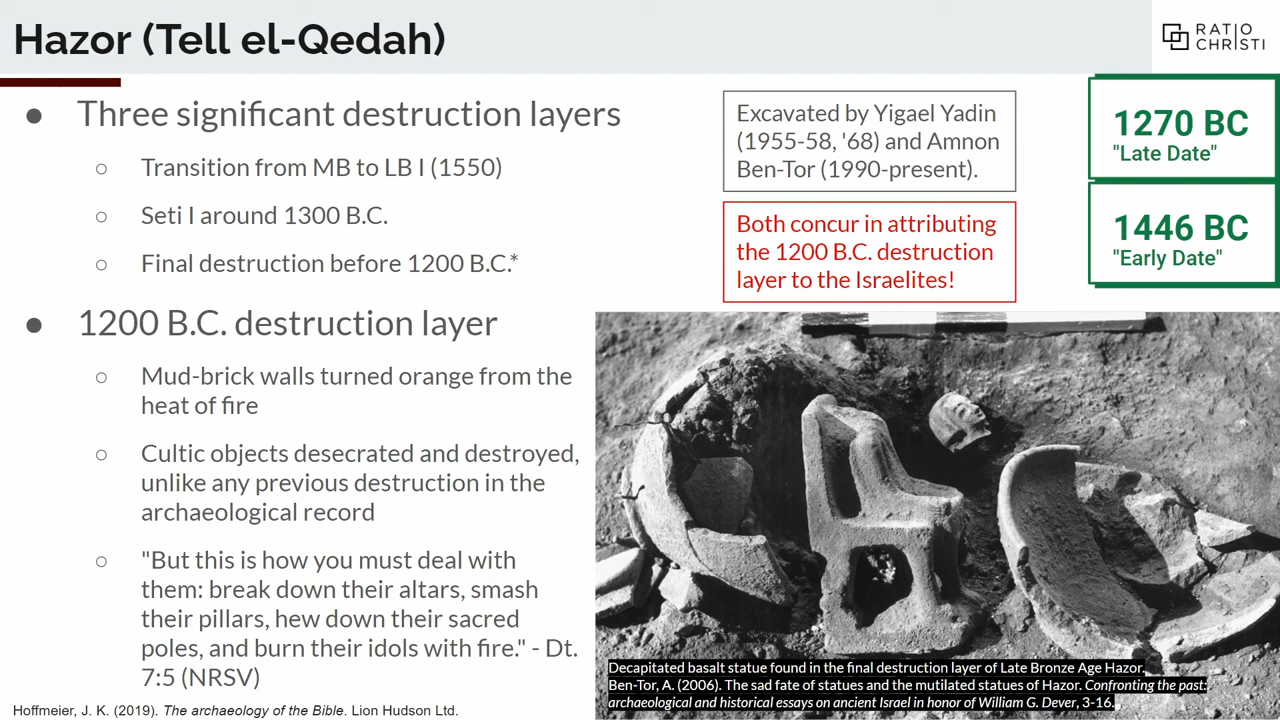 Hazor (Tell el-Qedah)
RATIO
CHRISTI
● Three significant destruction layers
○ Transition from MB to LB I (1550)
○ Seti I around 1300 B.C.
○ Final destruction before 1200 B.C.*
● 1200 B.C. destruction layer
○ Mud-brick walls turned orange from the
heat of fire
○ Cultic objects desecrated and destroyed,
unlike any previous destruction in the
archaeological record
○ "But this is how you must deal with
them: break down their altars, smash
their pillars, hew down their sacred
poles, and burn their idols with fire." - Dt.
7:5 (NRSV)
Excavated by Yigael Yadin
(1955-58, '68) and Amnon
Ben-Tor (1990-present).
Both concur in attributing
the 1200 B.C. destruction
layer to the Israelites!
1270 BC
"Late Date"
1446 BC
"Early Date"
Decapitated basalt statue found in the final destruction layer of Late Bronze Age Hazor.
Ben-Tor, A. (2006). The sad fate of statues and the mutilated statues of Hazor. Confronting the past:
archaeological and historical essays on ancient Israel in honor of William G. Dever, 3-16.
Hoffmeier, J. K. (2019). The archaeology of the Bible. Lion Hudson Ltd.